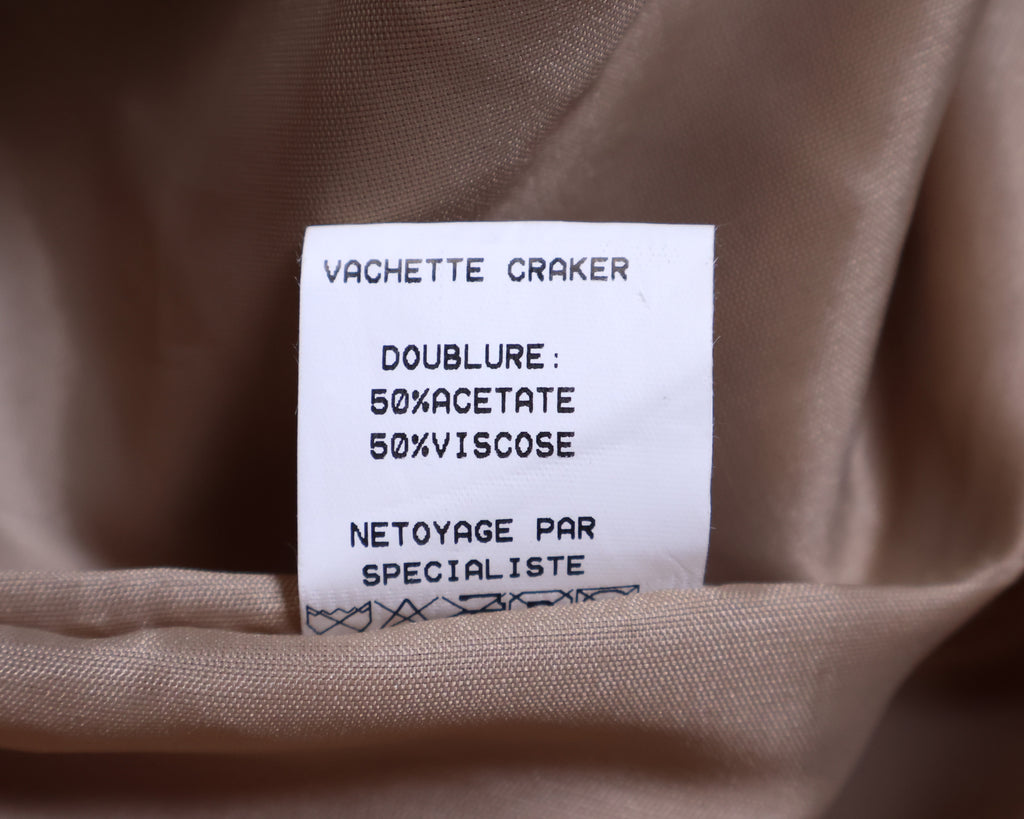 VACHETTE CRAKER
DOUBLURE:
50%ACETATE
50%VISCOSE
NETOYAGE PAR
SPECIALISTE